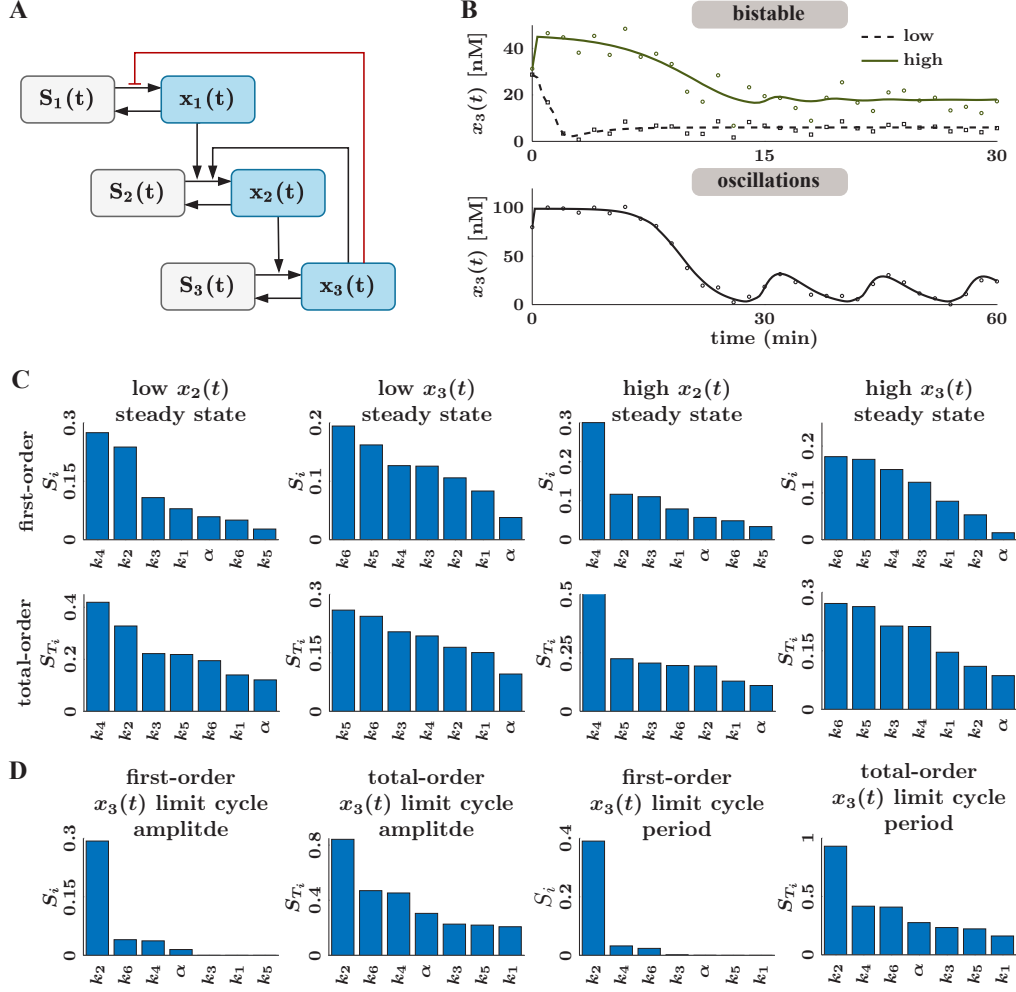 A
S1(t)
x1(t)
S2(t)
x2(t)
S3(t)
x3(t)
B
bistable
low
high
x3(t) [nM]
40
20
0
0
15
30
oscillations
x3(t) [nM]
100
50
0
0
30
60
time (min)
C
low x2(t)
steady state
low x3(t)
steady state
high x2(t)
steady state
high x3(t)
steady state
first-order
Si
0.3
0.15
0
k4 k2 k3 k1 α k6 k5
Si
0.2
0.1
0
k6 k5 k4 k3 k2 k1 α
Si
0.3
0.2
0.1
0
k4 k2 k3 k1 α k6 k5
Si
0.2
0.1
0
k6 k5 k4 k3 k1 k2 α
total-order
STi
0.4
0.2
0
k4 k2 k3 k5 k6 k1 α
STi
0.3
0.15
0
k5 k6 k3 k4 k2 k1 α
STi
0.5
0.25
0
k4 k5 k3 k6 k2 k1 α
STi
0.3
0.15
0
k6 k5 k3 k4 k1 k2 α
D
first-order
x3(t) limit cycle
amplitde
Si
0.3
0.15
0
k2 k6 k4 α k3 k1 k5
total-order
x3(t) limit cycle
amplitde
STi
0.8
0.4
0
k2 k6 k4 α k3 k5 k1
first-order
x3(t) limit cycle
period
Si
0.4
0.2
0
k2 k4 k6 k3 α k5 k1
total-order
x3(t) limit cycle
period
STi
1
0.5
0
k2 k4 k6 α k3 k5 k1